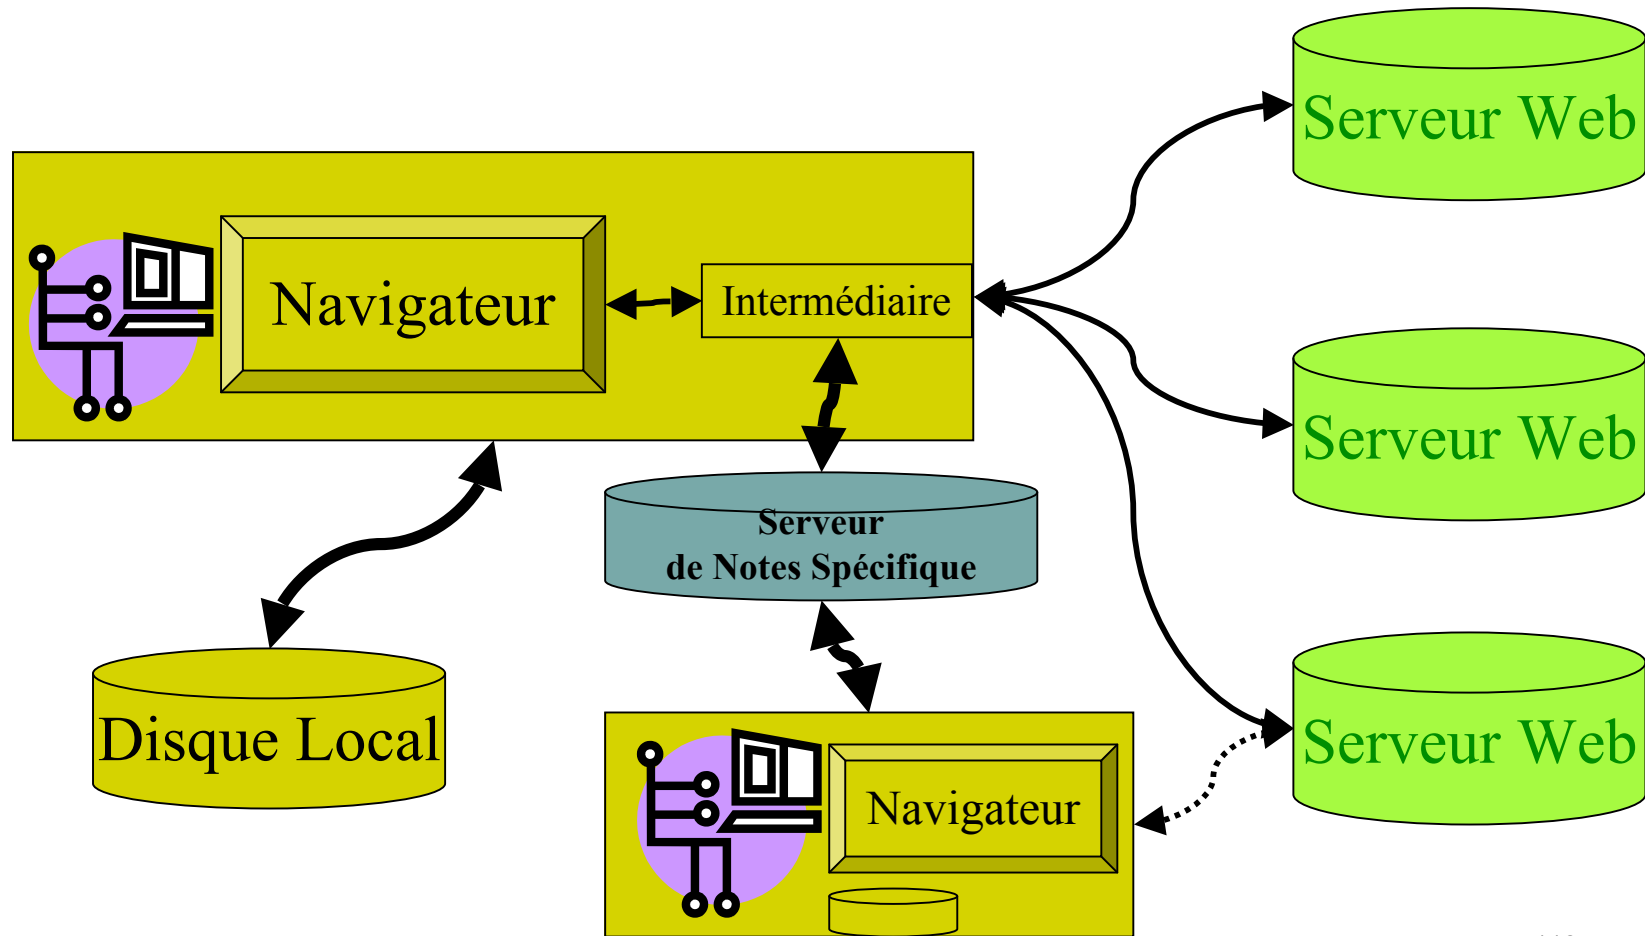 Serveur Web
Navigateur
Intermédiaire
Serveur Web
Serveur
de Notes Spécifique
Disque Local
Serveur Web
Navigateur